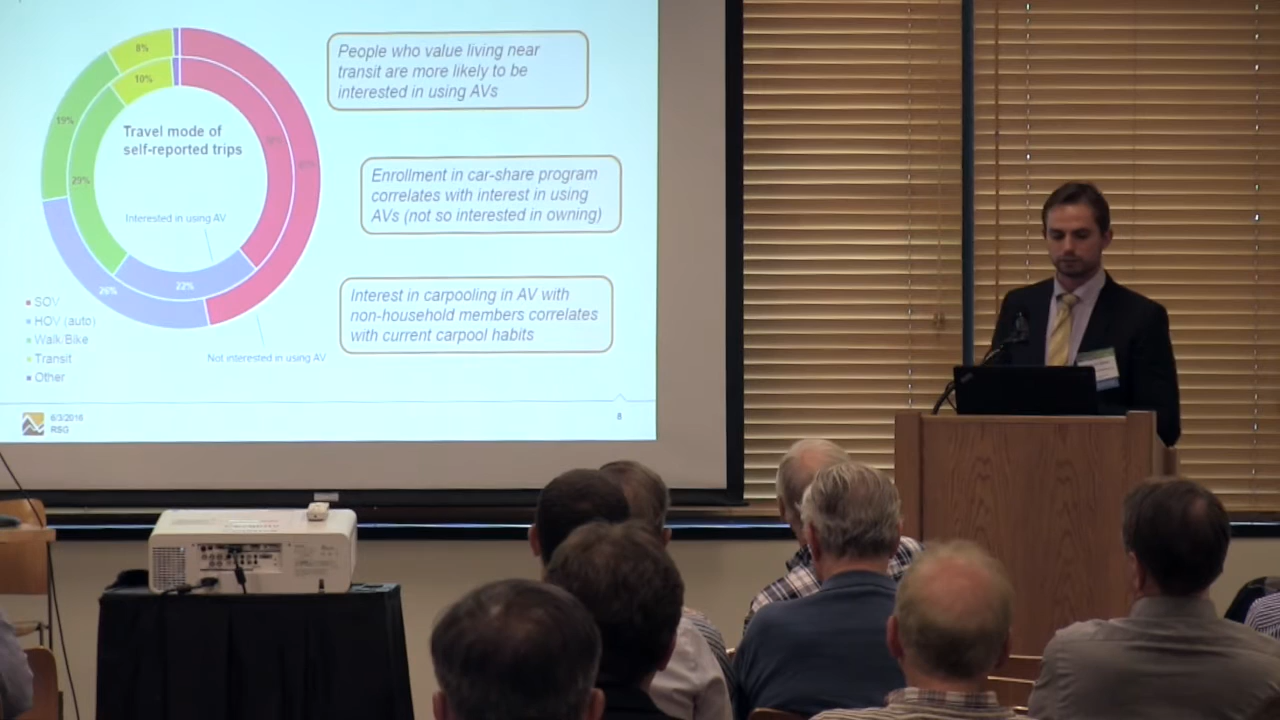 8%
10%
19%
29%
Travel mode of
self-reported trips
Interested in using AV
22%
26%
Not interested in using AV
SOV
HOV (auto)
Walk/Bike
Transit
Other
People who value living near
transit are more likely to be
interested in using AVs
Enrollment in car-share program
correlates with interest in using
AVs (not so interested in owning)
Interest in carpooling in AV with
non-household members correlates
with current carpool habits
6/3/2016
RSG
8